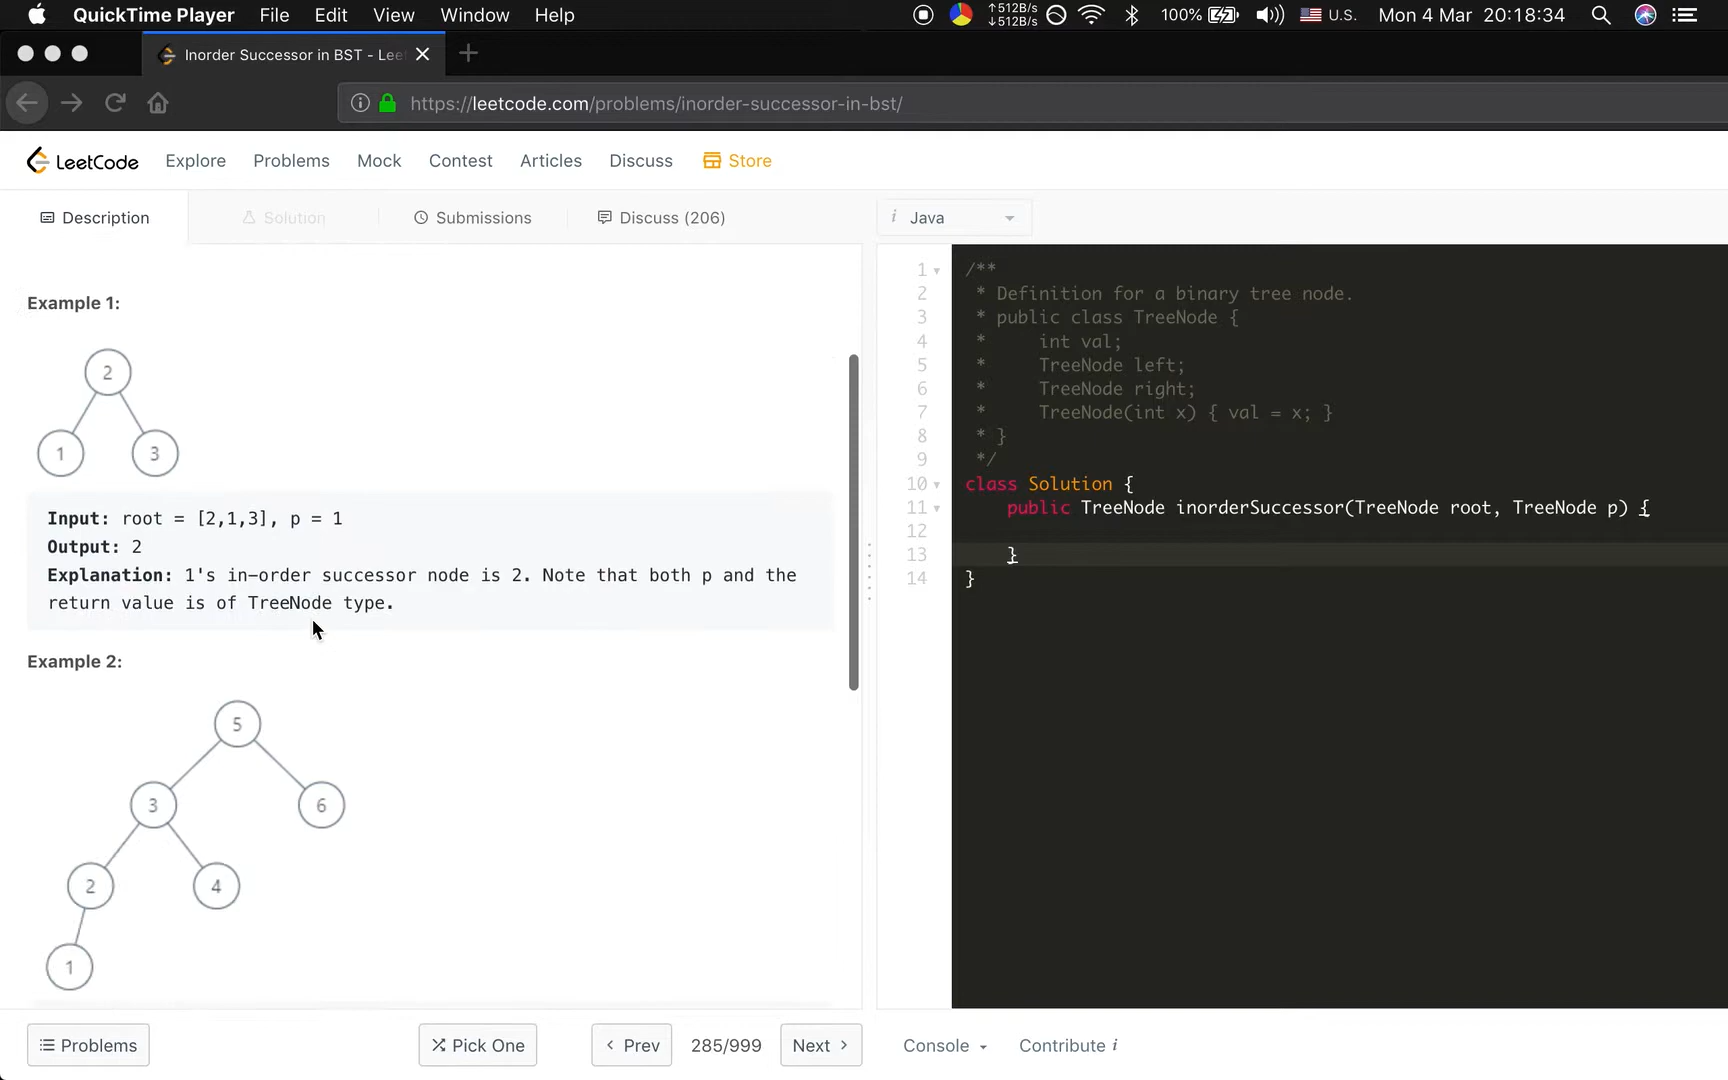 QuickTime Player File Edit View Window Help ↑512B/s ↓512B/s 100% U.S. Mon 4 Mar 20:18:34
Inorder Successor in BST - Lee
https://leetcode.com/problems/inorder-successor-in-bst/
LeetCode Explore Problems Mock Contest Articles Discuss Store
Description Solution Submissions Discuss (206)
i Java
Example 1:
2
1 3
Input: root = [2,1,3], p = 1
Output: 2
Explanation: 1's in-order successor node is 2. Note that both p and the
return value is of TreeNode type.
Example 2:
5
3 6
2 4
1
1 /**
2 * Definition for a binary tree node.
3 * public class TreeNode {
4 *     int val;
5 *     TreeNode left;
6 *     TreeNode right;
7 *     TreeNode(int x) { val = x; }
8 * }
9 */
10 class Solution {
11     public TreeNode inorderSuccessor(TreeNode root, TreeNode p) {
12
13     }
14 }
Problems Pick One Prev 285/999 Next Console Contribute i